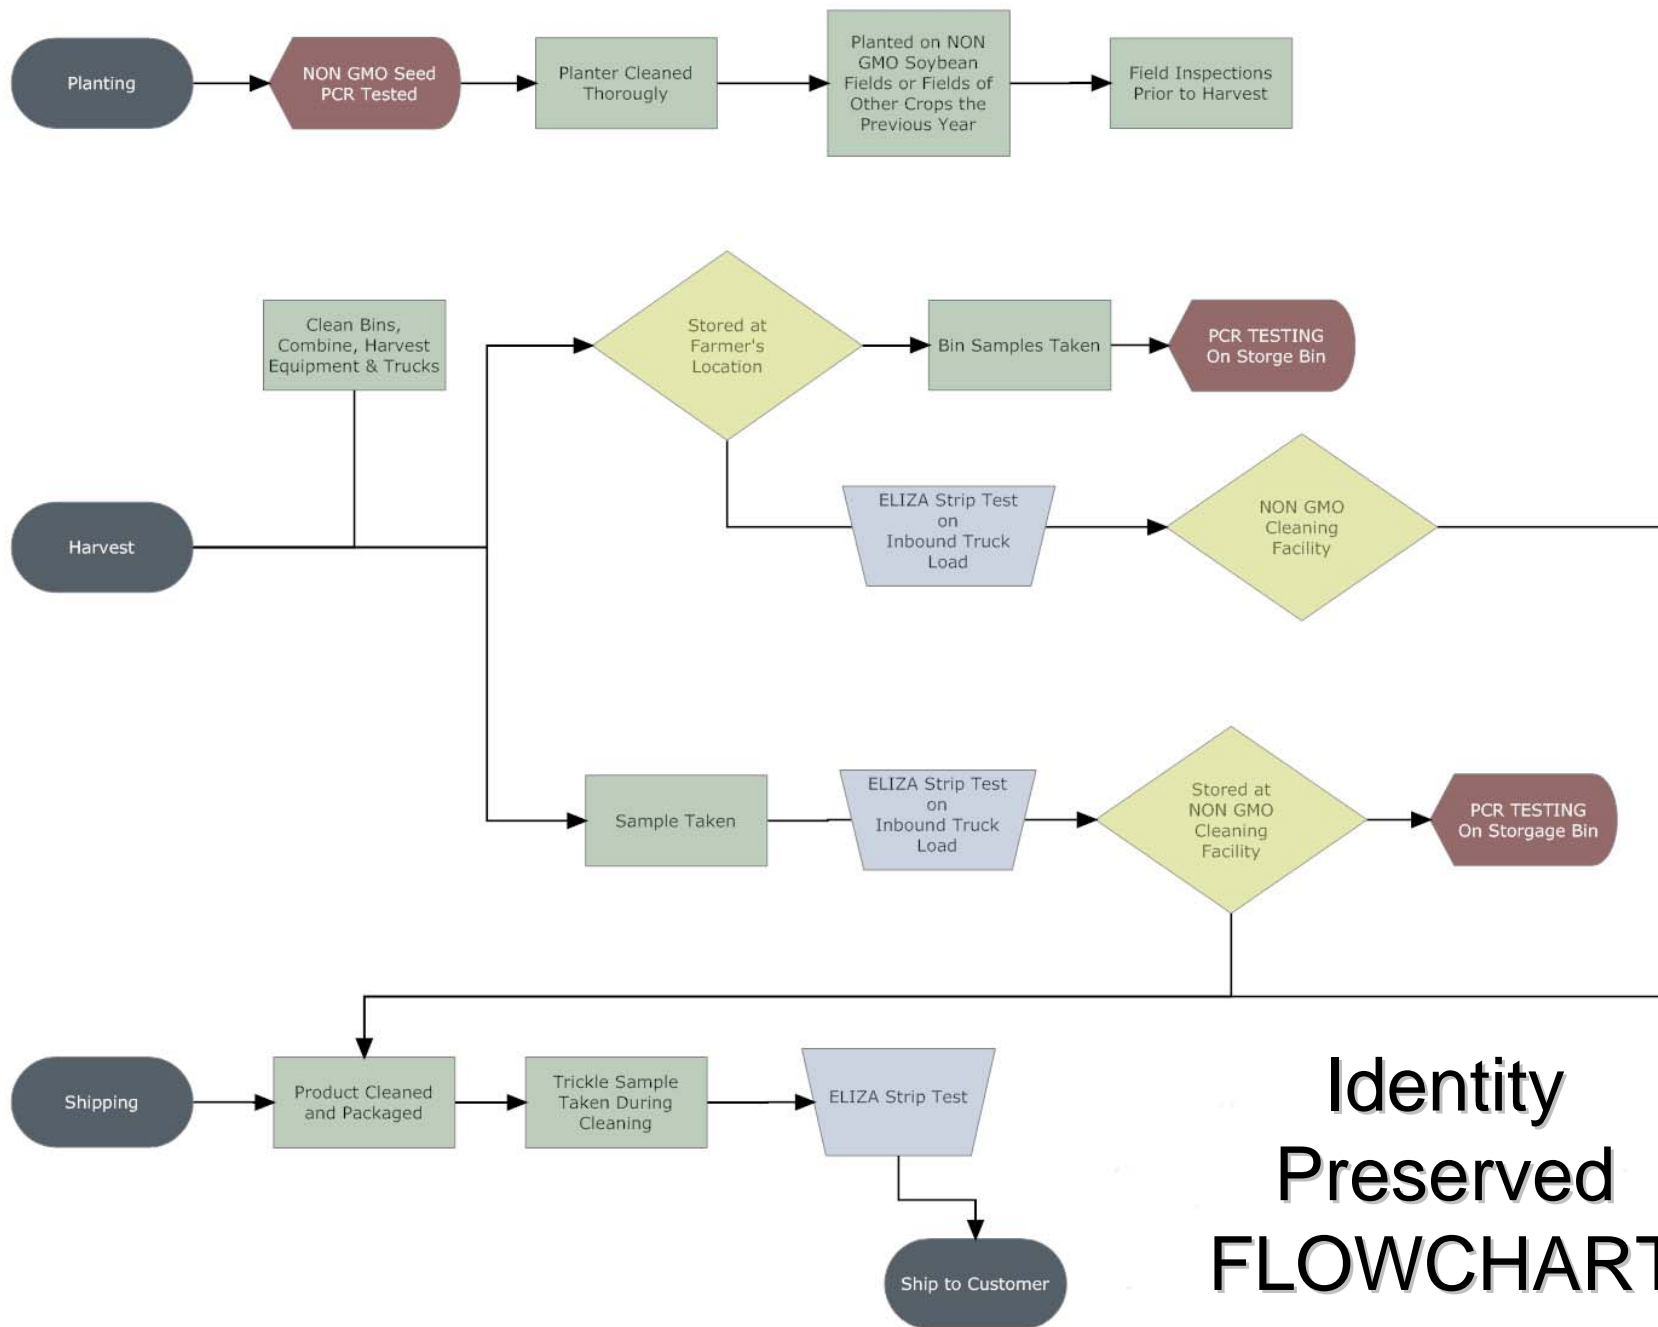 Planting
NON GMO Seed
PCR Tested
Planter Cleaned
Thorougly
Planted on NON
GMO Soybean
Fields or Fields of
Other Crops the
Previous Year
Field Inspections
Prior to Harvest
Clean Bins,
Combine, Harvest
Equipment & Trucks
Stored at
Farmer's
Location
Bin Samples Taken
PCR TESTING
On Storge Bin
Harvest
ELIZA Strip Test
on
Inbound Truck
Load
NON GMO
Cleaning
Facility
Sample Taken
ELIZA Strip Test
on
Inbound Truck
Load
Stored at
NON GMO
Cleaning
Facility
PCR TESTING
On Storgage Bin
Shipping
Product Cleaned
and Packaged
Trickle Sample
Taken During
Cleaning
ELIZA Strip Test
Ship to Customer
Identity
Preserved
FLOWCHART